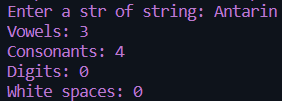 Enter a str of string: Antarin
Vowels: 3
Consonants: 4
Digits: 0
White spaces: 0